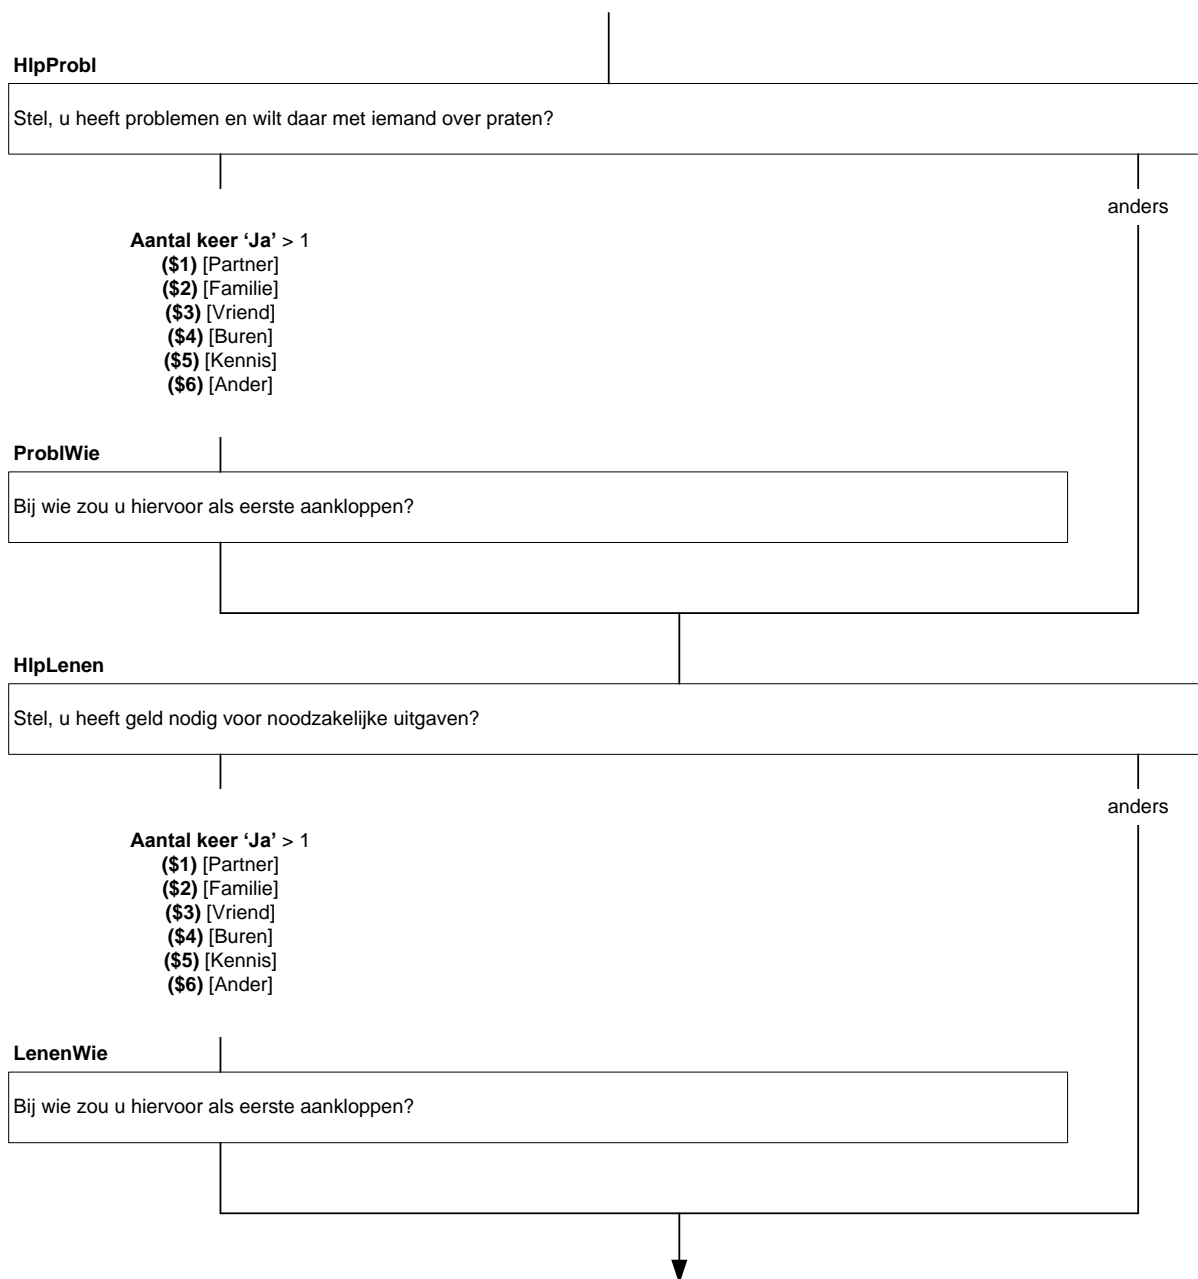 HlpProbl
Stel, u heeft problemen en wilt daar met iemand over praten?
anders
Aantal keer ‘Ja’ > 1
($1) [Partner]
($2) [Familie]
($3) [Vriend]
($4) [Buren]
($5) [Kennis]
($6) [Ander]
ProblWie
Bij wie zou u hiervoor als eerste aankloppen?
HlpLenen
Stel, u heeft geld nodig voor noodzakelijke uitgaven?
anders
Aantal keer ‘Ja’ > 1
($1) [Partner]
($2) [Familie]
($3) [Vriend]
($4) [Buren]
($5) [Kennis]
($6) [Ander]
LenenWie
Bij wie zou u hiervoor als eerste aankloppen?